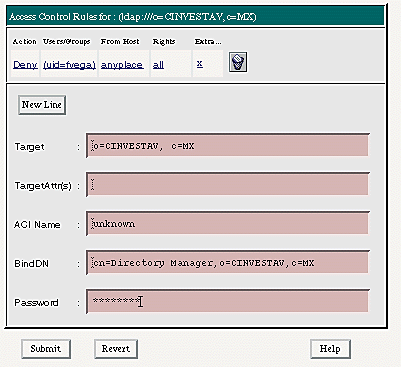 Access Control Rules for : (ldap:///o=CINVESTAV,c=MX)
Action Users/Groups From Host Rights Extra...
Deny (uid=fvega) anyplace all x
New Line
Target : o=CINVESTAV, c=MX
TargetAttr(s) :
ACI Name : unknown
BindDN : cn=Directory Manager,o=CINVESTAV,c=MX
Password : ********
Submit Revert Help